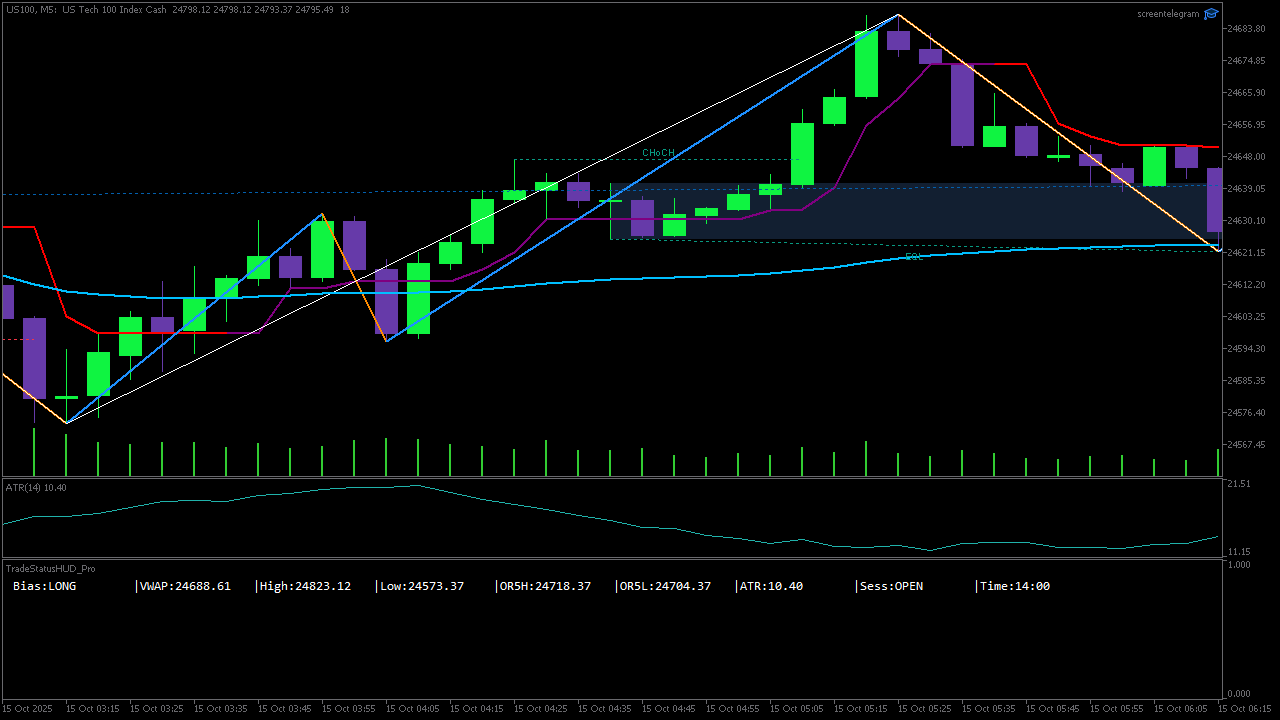 US100, M5: US Tech 100 Index Cash 24798.12 24798.12 24793.37 24795.49 18
screentelegram
24683.80
24674.85
24665.90
24656.95
CHoCH
24648.00
24639.05
24630.10
24621.15
EQL
24612.20
24603.25
24594.30
24585.35
24576.40
24567.45
ATR(14) 10.40
21.51
11.15
TradeStatusHUD_Pro
1.000
Bias:LONG |VWAP:24688.61 |High:24823.12 |Low:24573.37 |OR5H:24718.37 |OR5L:24704.37 |ATR:10.40 |Sess:OPEN |Time:14:00
0.000
15 Oct 2025 15 Oct 03:15 15 Oct 03:25 15 Oct 03:35 15 Oct 03:45 15 Oct 03:55 15 Oct 04:05 15 Oct 04:15 15 Oct 04:25 15 Oct 04:35 15 Oct 04:45 15 Oct 04:55 15 Oct 05:05 15 Oct 05:15 15 Oct 05:25 15 Oct 05:35 15 Oct 05:45 15 Oct 05:55 15 Oct 06:05 15 Oct 06:15